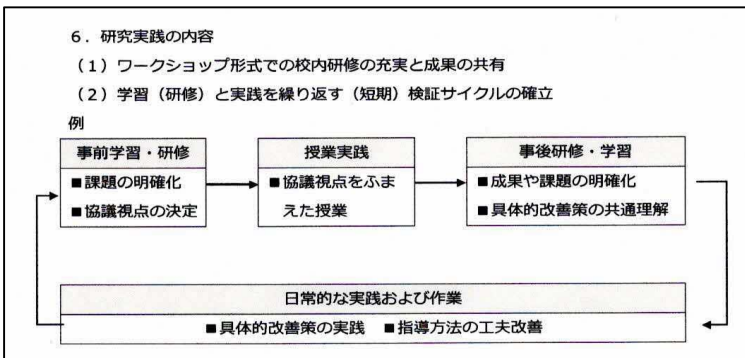 6．研究実践の内容
（1）ワークショップ形式での校内研修の充実と成果の共有
（2）学習（研修）と実践を繰り返す（短期）検証サイクルの確立
例
事前学習・研修
■課題の明確化
■協議視点の決定
授業実践
■協議視点をふま
えた授業
事後研修・学習
■成果や課題の明確化
■具体的改善策の共通理解
日常的な実践および作業
■具体的改善策の実践　■指導方法の工夫改善